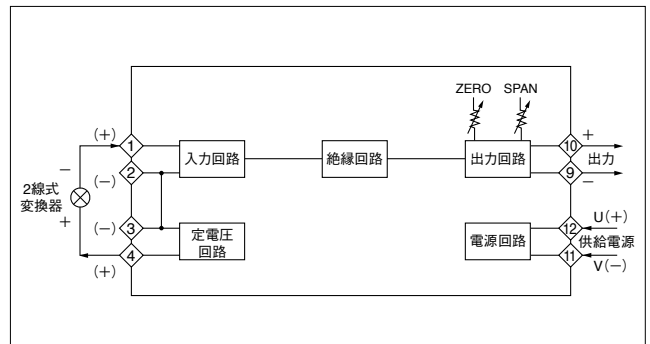 ZERO SPAN
(+) 1 入力回路 絶縁回路 出力回路 10 +
− 出力
(−) 2 9 −
2線式
変換器
+ (−) 3 定電圧
回路 電源回路 12 U(+)
供給電源
(+) 4 11 V(−)